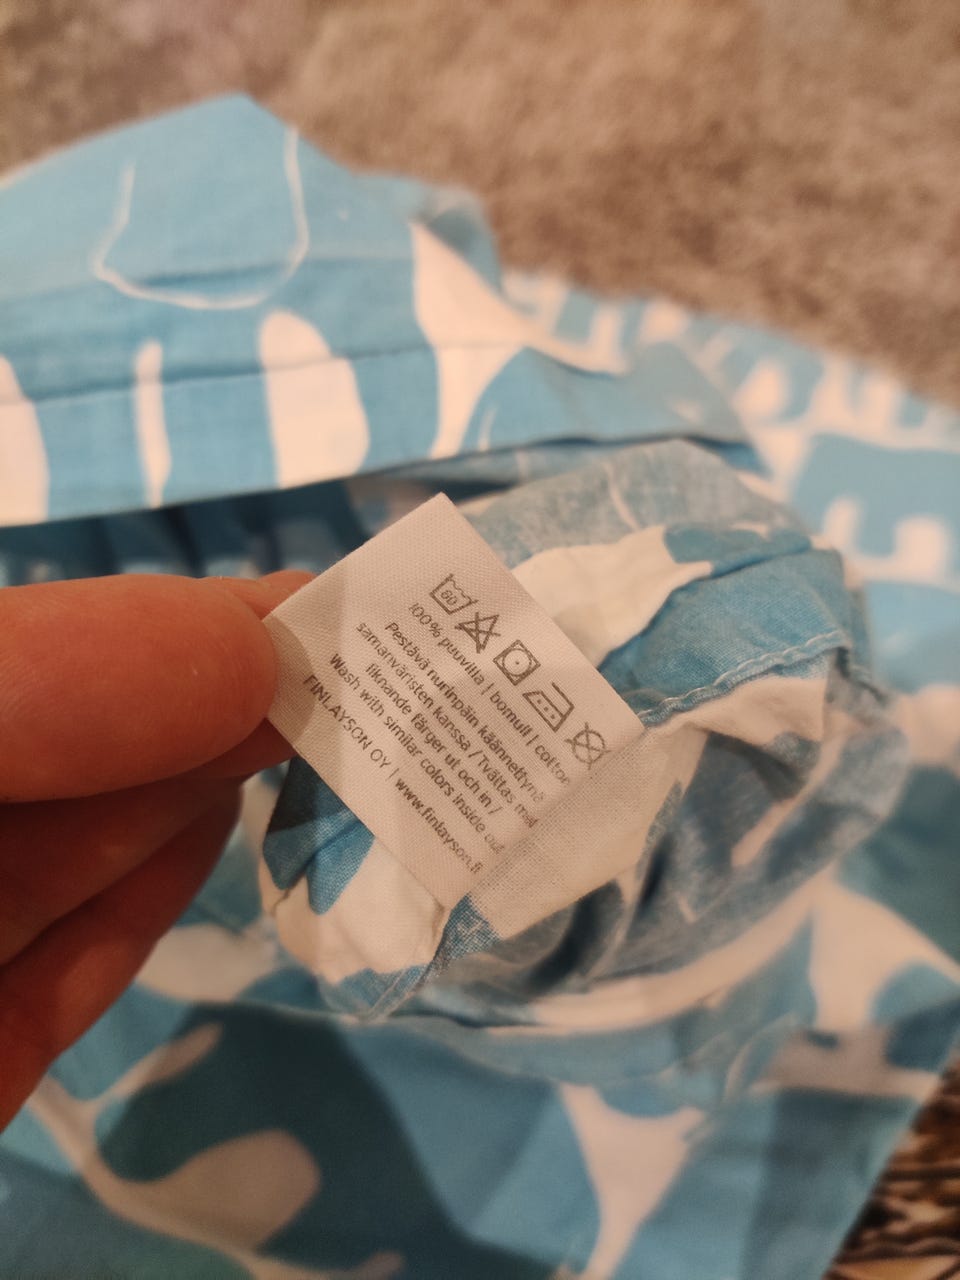 60
100% puuvilla | bomull | cotton
Pestävä nurinpäin käännettynä
samanväristen kanssa / Tvättas med
liknande färger ut och in /
Wash with similar colors inside out
FINLAYSON OY | www.finlayson.fi